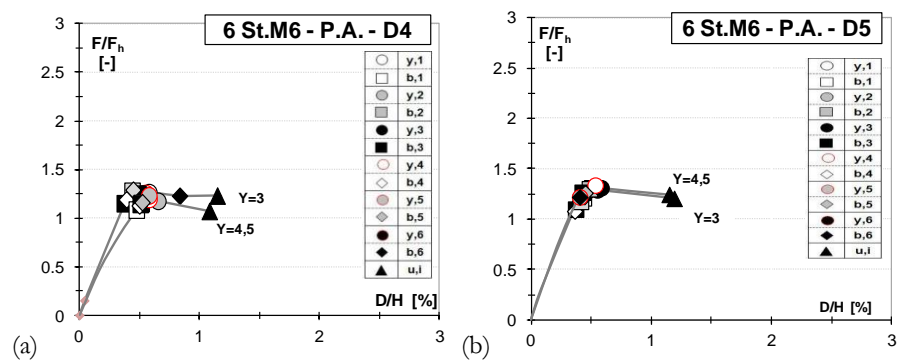 6 St.M6 - P.A. - D4
F/Fh
[-]
3
2.5
2
1.5
1
0.5
0
0
1
2
3
D/H [%]
Y=3
Y=4,5
y,1
b,1
y,2
b,2
y,3
b,3
y,4
b,4
y,5
b,5
y,6
b,6
u,i
(a)
6 St.M6 - P.A. - D5
F/Fh
[-]
3
2.5
2
1.5
1
0.5
0
0
1
2
3
D/H [%]
Y=4,5
Y=3
y,1
b,1
y,2
b,2
y,3
b,3
y,4
b,4
y,5
b,5
y,6
b,6
u,i
(b)